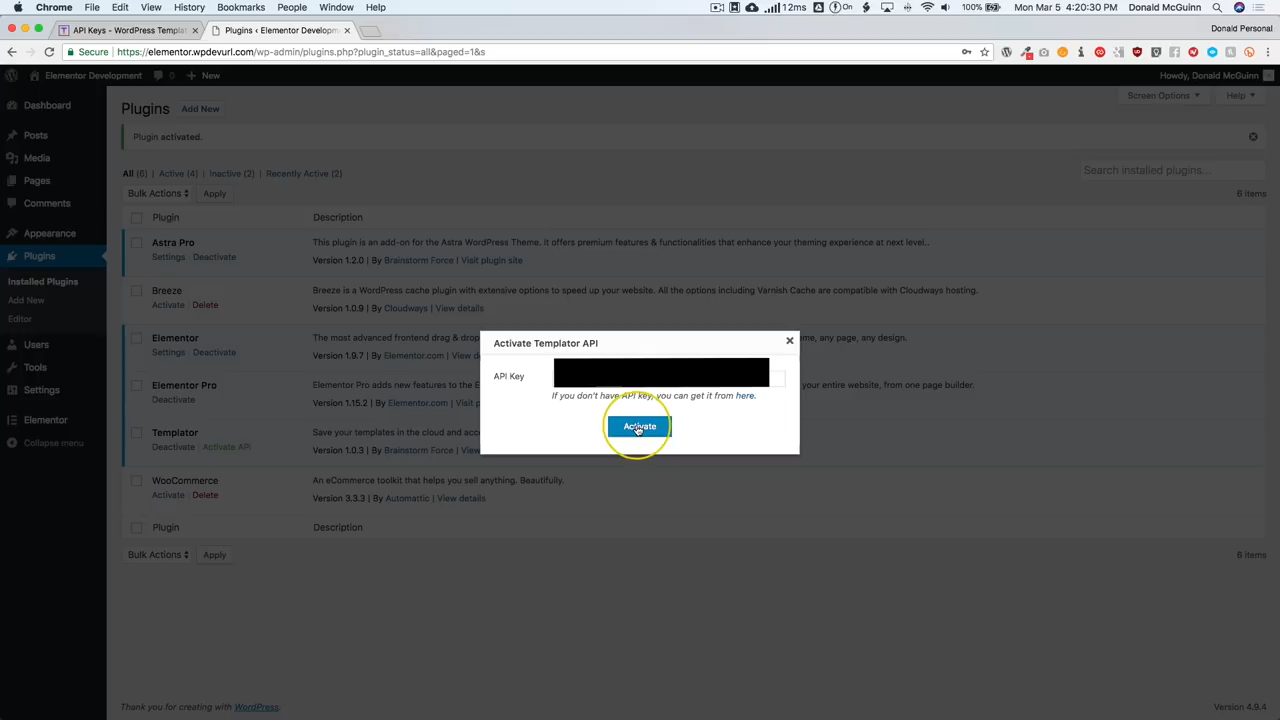 Chrome File Edit View History Bookmarks People Window Help 12ms On 100% Mon Mar 5 4:20:30 PM Donald McGuinn
API Keys - WordPress Templat × Plugins ‹ Elementor Developm × Donald Personal
Secure https://elementor.wpdevurl.com/wp-admin/plugins.php?plugin_status=all&paged=1&s
Elementor Development 0 + New Howdy, Donald McGuinn
Dashboard
Posts
Media
Pages
Comments
Appearance
Plugins
Installed Plugins
Add New
Editor
Users
Tools
Settings
Elementor
Collapse menu
Plugins Add New Screen Options ▼ Help ▼
Plugin activated.
All (6) | Active (4) | Inactive (2) | Recently Active (2) Search installed plugins...
Bulk Actions Apply 6 items
Plugin Description
Astra Pro This plugin is an add-on for the Astra WordPress Theme. It offers premium features & functionalities that enhance your theming experience at next level..
Settings | Deactivate Version 1.2.0 | By Brainstorm Force | Visit plugin site
Breeze Breeze is a WordPress cache plugin with extensive options to speed up your website. All the options including Varnish Cache are compatible with Cloudways hosting.
Activate | Delete Version 1.0.9 | By Cloudways | View details
Elementor The most advanced frontend drag & drop any page, any design.
Settings | Deactivate Version 1.9.7 | By Elementor.com | View d
Elementor Pro Elementor Pro adds new features to the E your entire website, from one page builder.
Deactivate Version 1.15.2 | By Elementor.com | Visit p
Templator Save your templates in the cloud and acc
Deactivate | Activate API Version 1.0.3 | By Brainstorm Force | View
WooCommerce An eCommerce toolkit that helps you sell anything. Beautifully.
Activate | Delete Version 3.3.3 | By Automattic | View details
Plugin Description
Bulk Actions Apply 6 items
Activate Templator API ×
API Key
If you don't have API key, you can get it from here.
Activate
Thank you for creating with WordPress. Version 4.9.4